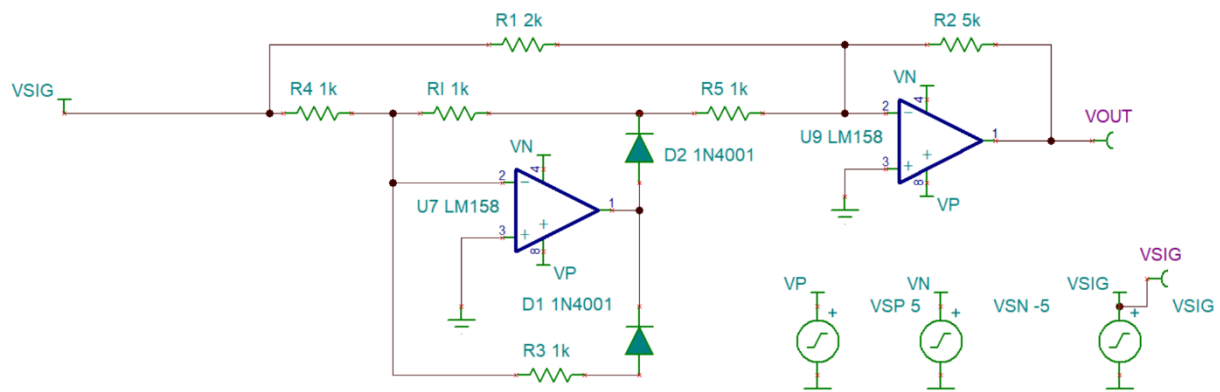 R1 2k
R2 5k
VSIG
R4 1k
RI 1k
R5 1k
VN
4
2
VOUT
U9 LM158
1
D2 1N4001
VN
4
3
8
VP
2
U7 LM158
1
3
8
VP
D1 1N4001
R3 1k
VSIG
VP
VN
VSIG
VSP 5
VSN -5
VSIG